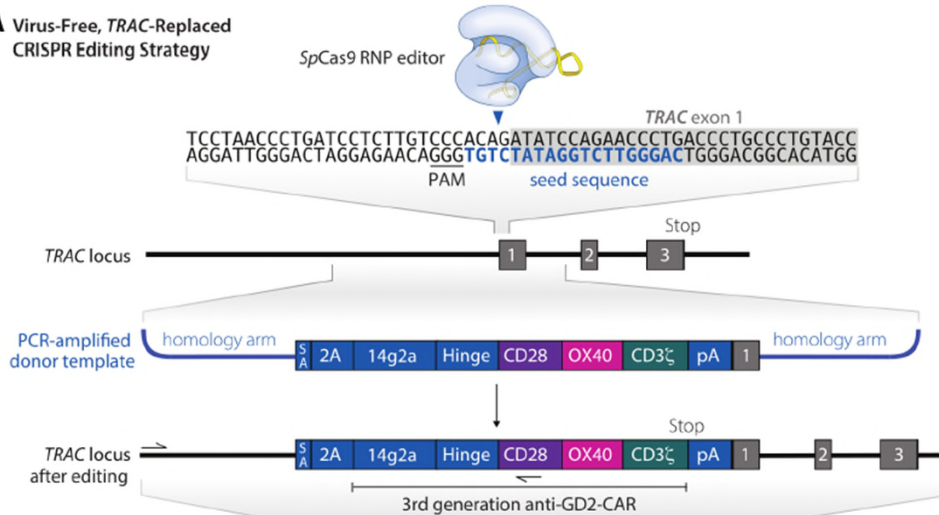 Virus-Free, TRAC-Replaced
CRISPR Editing Strategy
SpCas9 RNP editor
TRAC exon 1
TCCTAACCCTGATCCTCTTGTCCCACAGATATCCAGAACCCTGACCCTGCCCTGTACC
AGGATTGGGACTAGGAGAACAGGGTGTCTATAGGTCTTGGGACTGGGACGGCACATGG
PAM
seed sequence
Stop
TRAC locus
1 2 3
PCR-amplified
donor template
homology arm
SA 2A 14g2a Hinge CD28 OX40 CD3ζ pA 1
homology arm
Stop
TRAC locus
after editing
SA 2A 14g2a Hinge CD28 OX40 CD3ζ pA 1 2 3
3rd generation anti-GD2-CAR